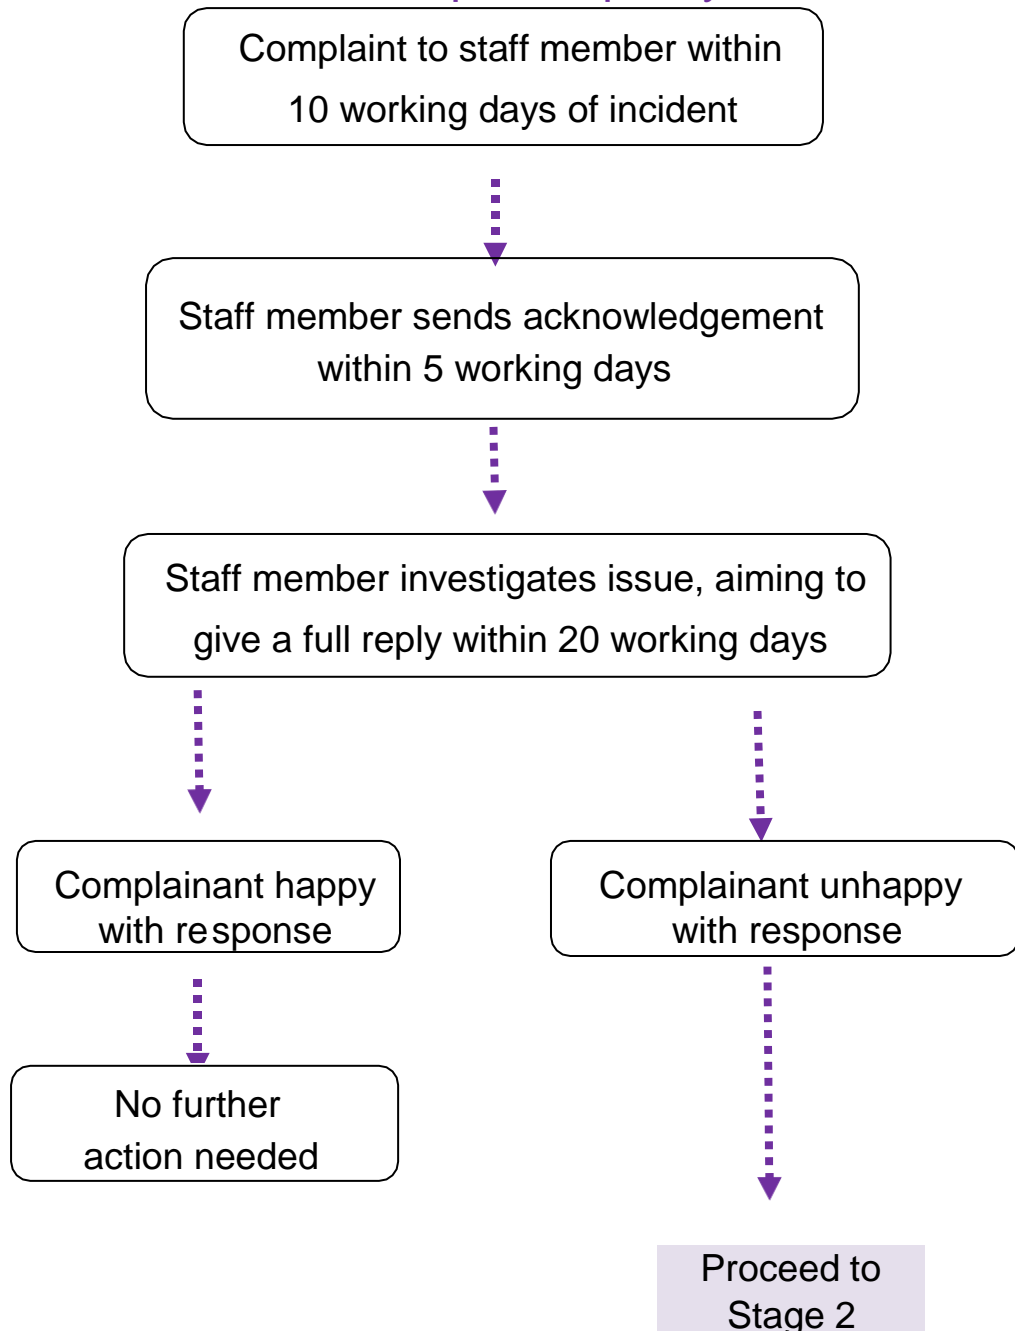 Complaint to staff member within
10 working days of incident
Staff member sends acknowledgement
within 5 working days
Staff member investigates issue, aiming to
give a full reply within 20 working days
Complainant happy
with response
Complainant unhappy
with response
No further
action needed
Proceed to
Stage 2